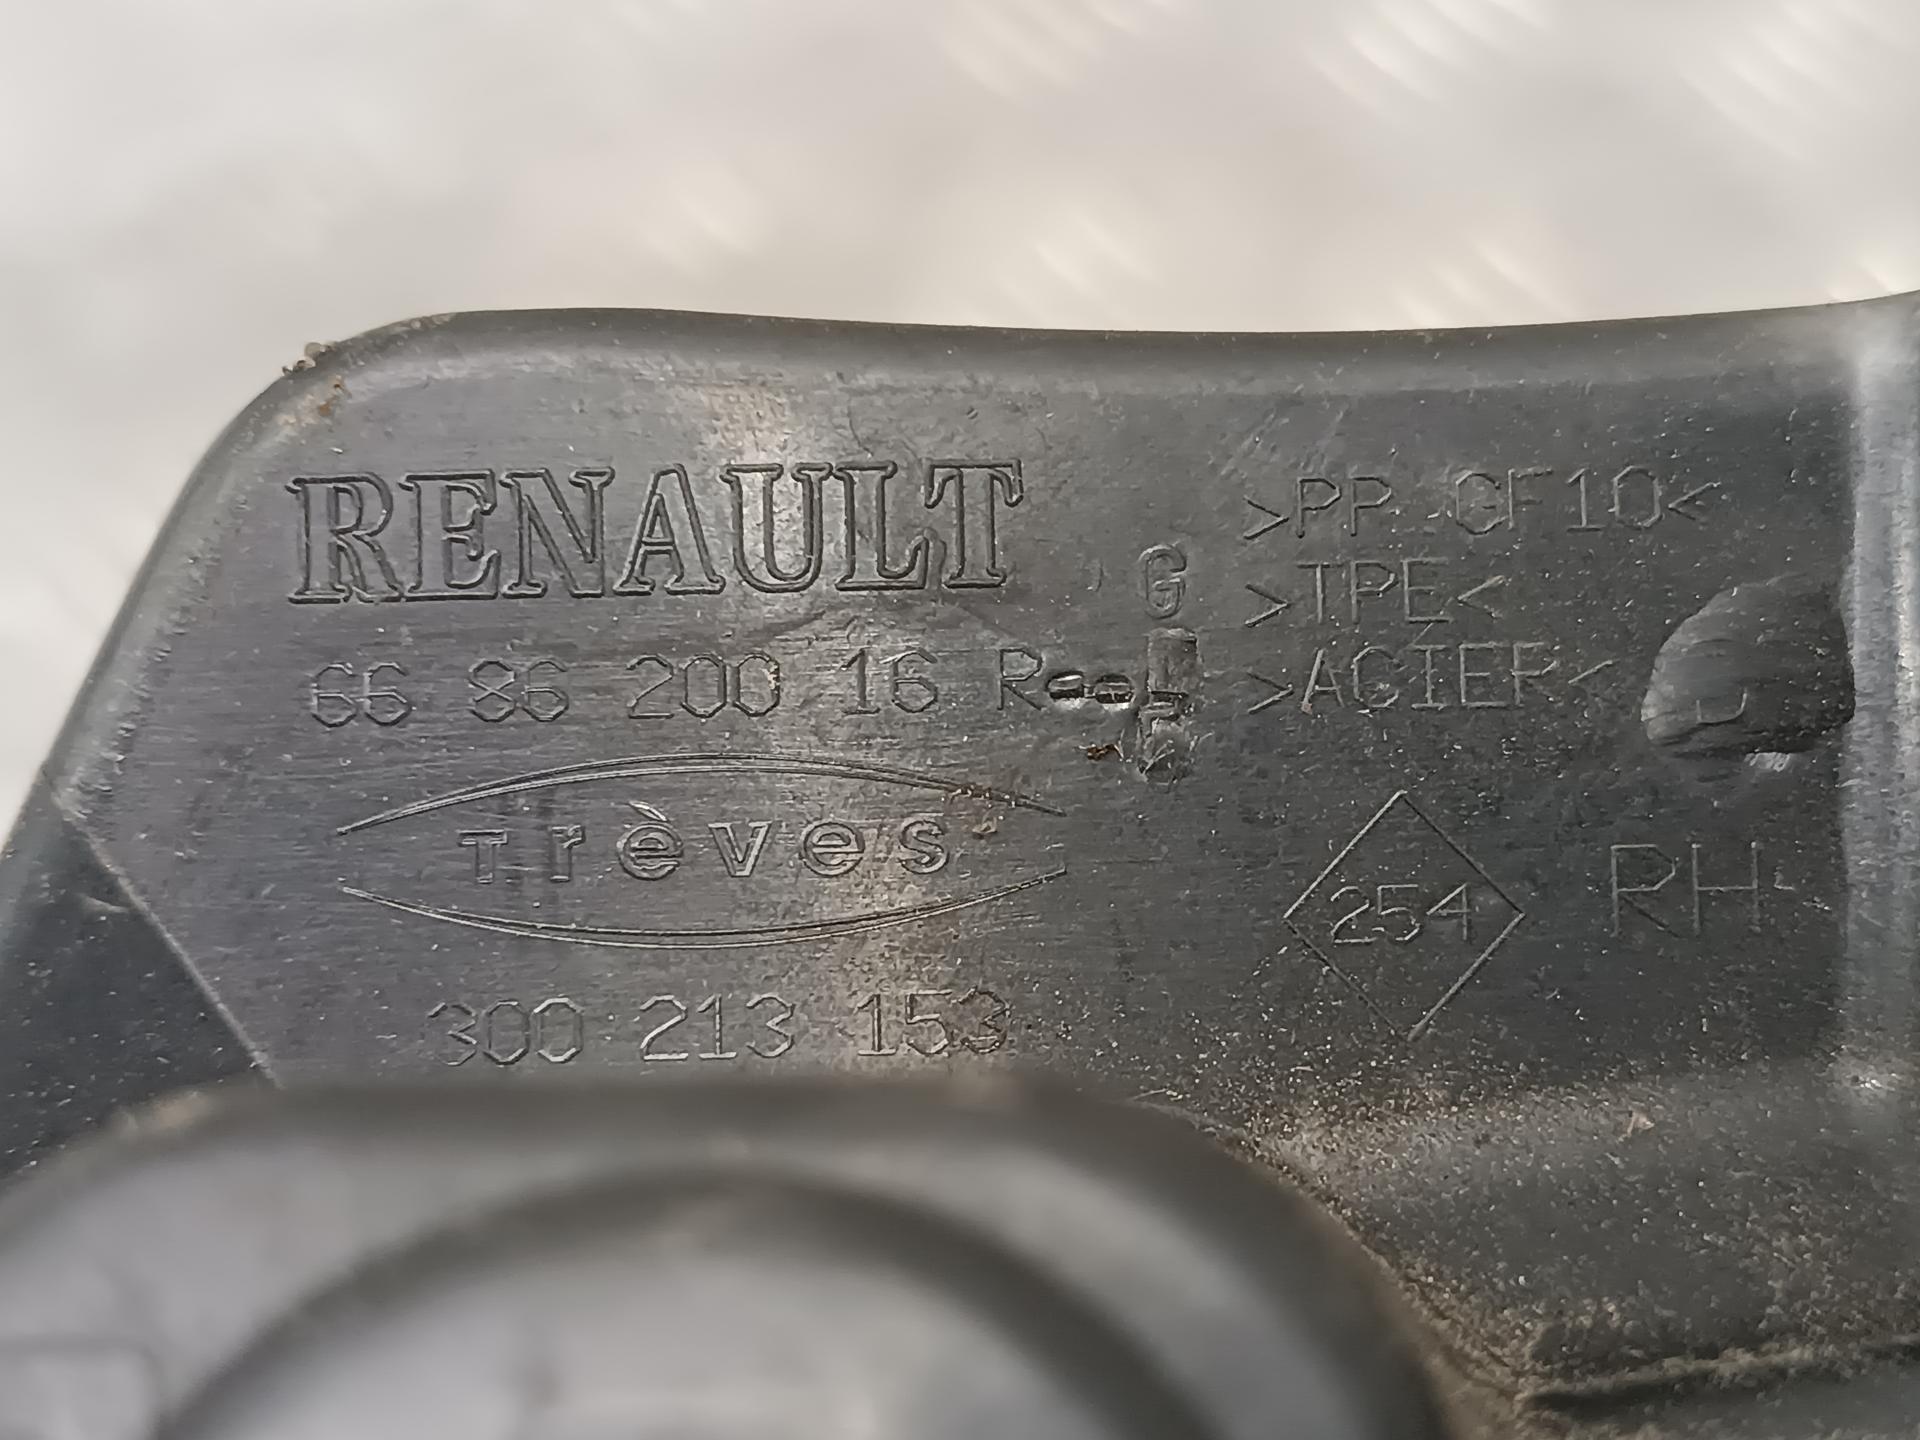 RENAULT
66 86 200 16 R
G
>PP GF10<
>TPE<
>ACIER<
Trèves
300 213 153
254
RH